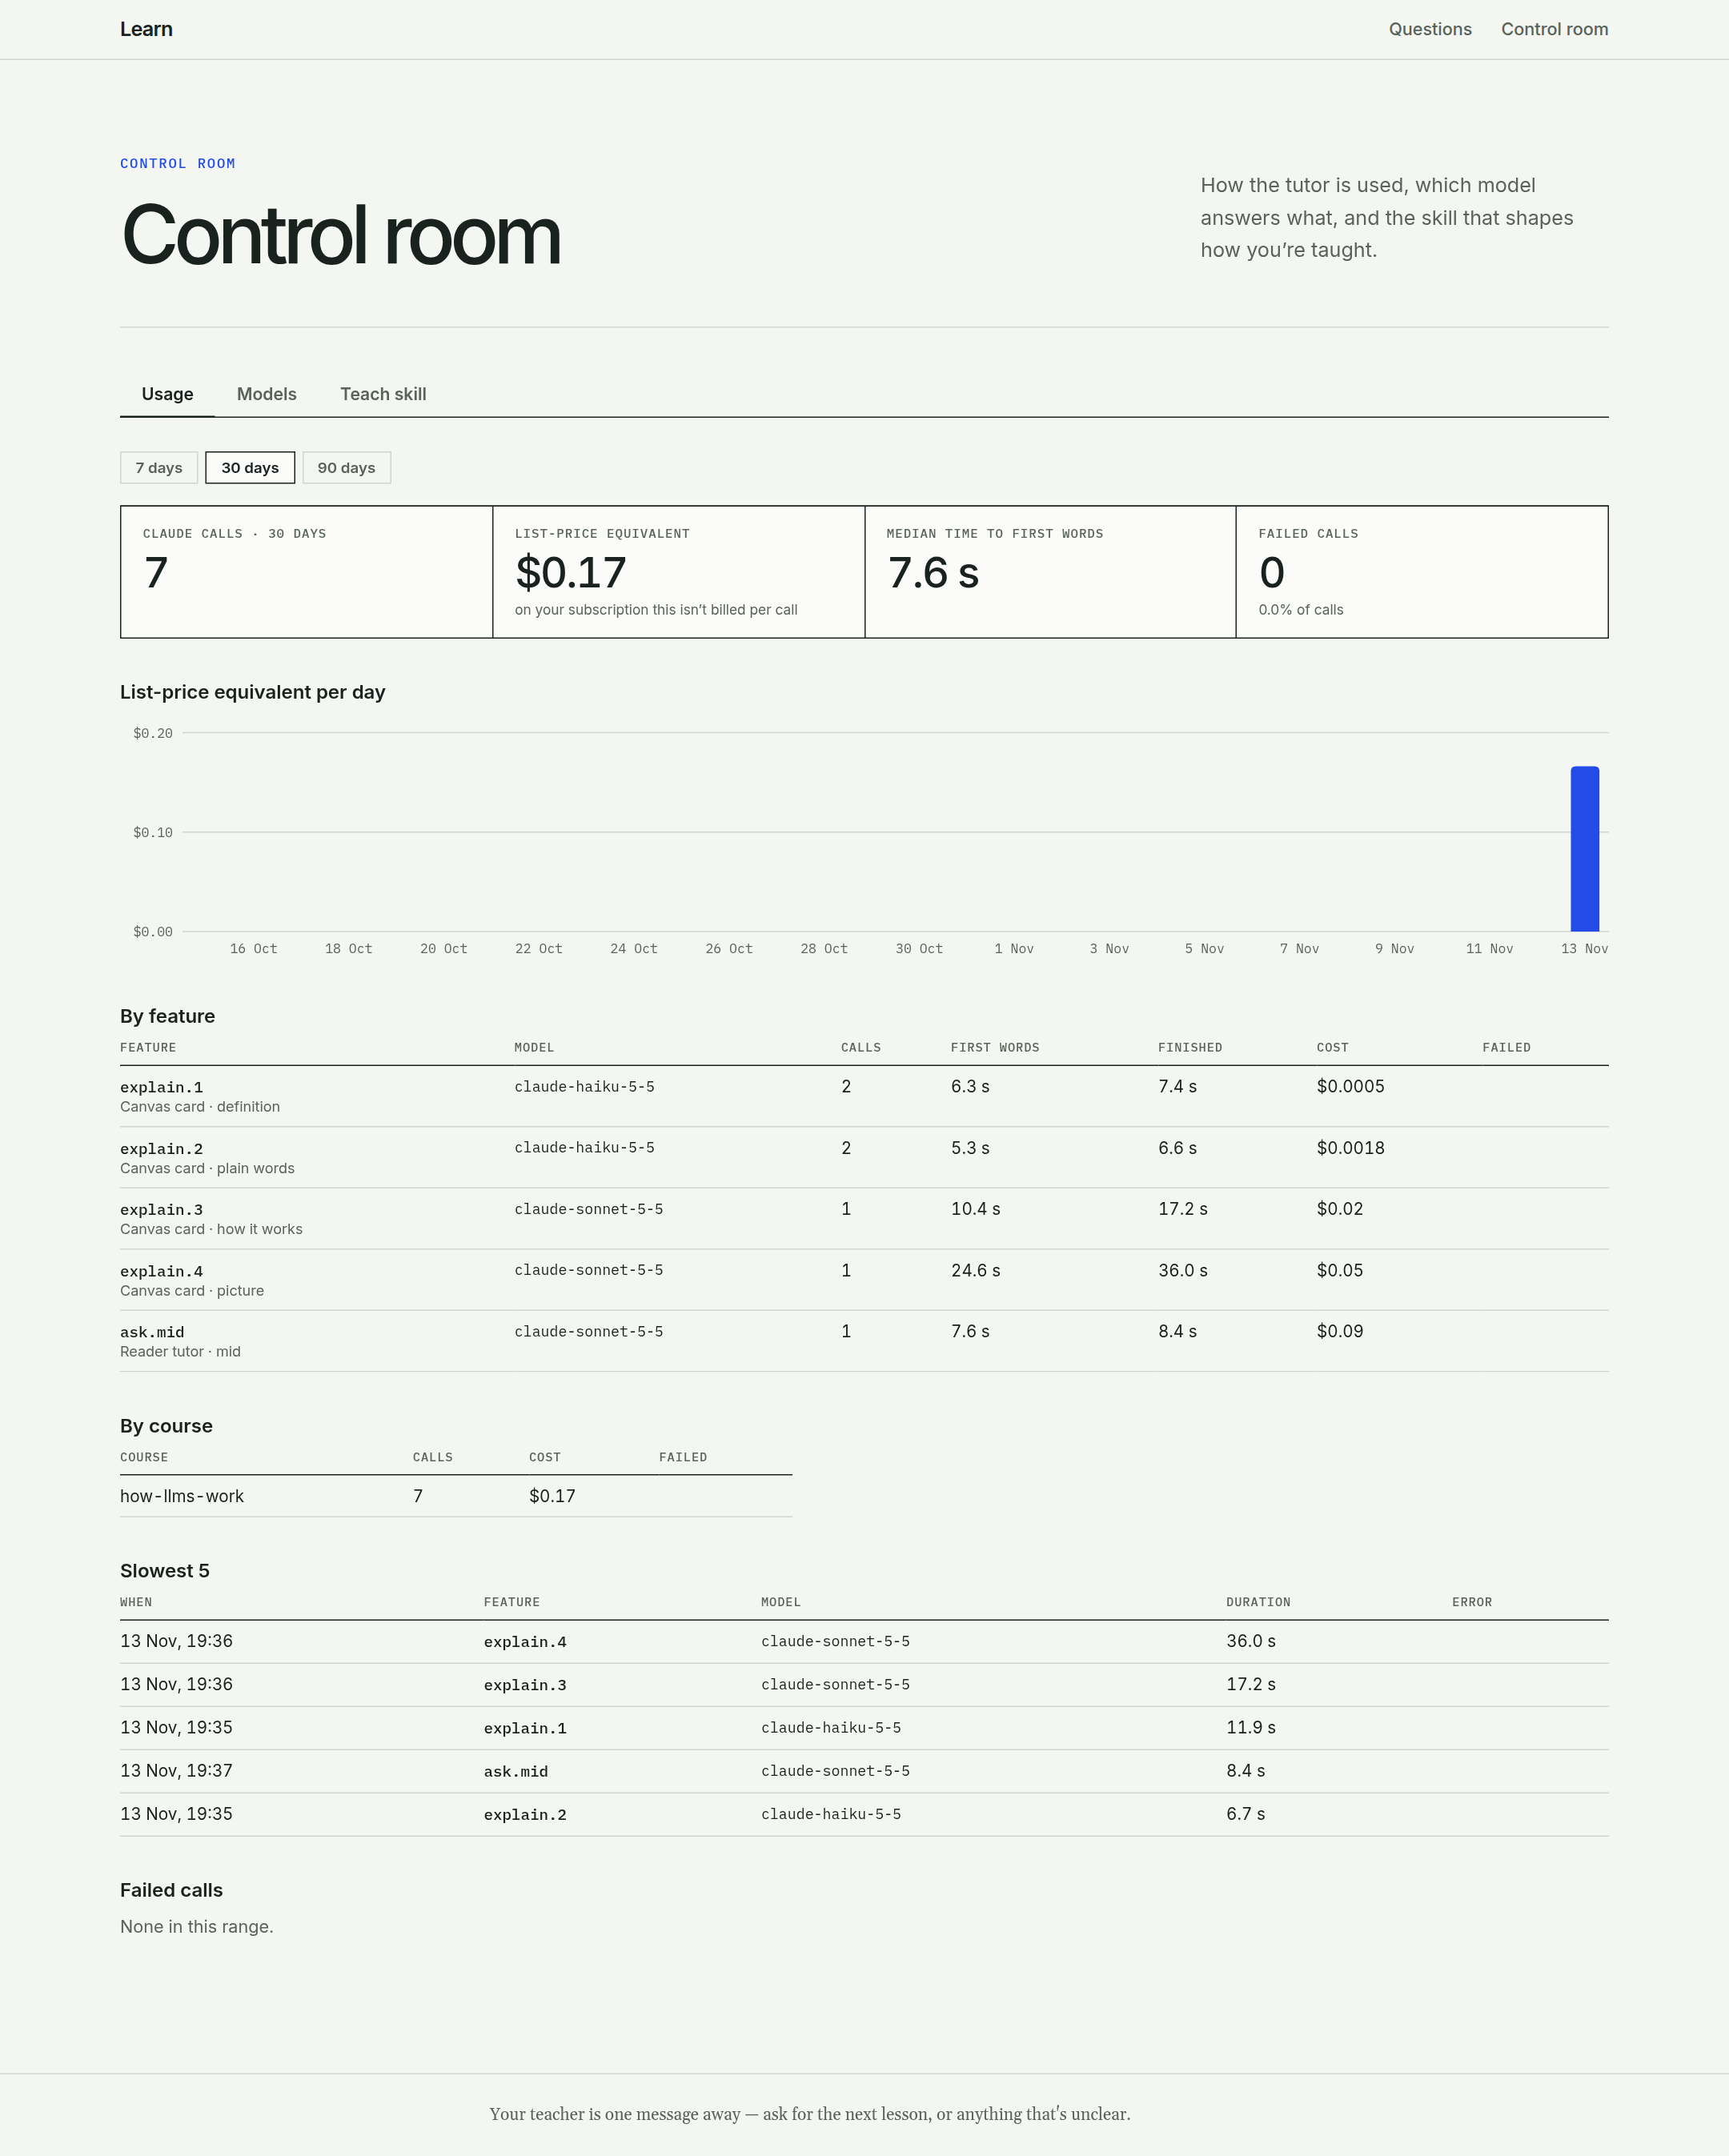 Learn
Questions
Control room
CONTROL ROOM
Control room
How the tutor is used, which model
answers what, and the skill that shapes
how you’re taught.
Usage
Models
Teach skill
7 days
30 days
90 days
CLAUDE CALLS · 30 DAYS
7
LIST-PRICE EQUIVALENT
$0.17
on your subscription this isn’t billed per call
MEDIAN TIME TO FIRST WORDS
7.6 s
FAILED CALLS
0
0.0% of calls
List-price equivalent per day
$0.20
$0.10
$0.00
16 Oct 18 Oct 20 Oct 22 Oct 24 Oct 26 Oct 28 Oct 30 Oct 1 Nov 3 Nov 5 Nov 7 Nov 9 Nov 11 Nov 13 Nov
By feature
FEATURE MODEL CALLS FIRST WORDS FINISHED COST FAILED
explain.1 claude-haiku-5-5 2 6.3 s 7.4 s $0.0005
Canvas card · definition
explain.2 claude-haiku-5-5 2 5.3 s 6.6 s $0.0018
Canvas card · plain words
explain.3 claude-sonnet-5-5 1 10.4 s 17.2 s $0.02
Canvas card · how it works
explain.4 claude-sonnet-5-5 1 24.6 s 36.0 s $0.05
Canvas card · picture
ask.mid claude-sonnet-5-5 1 7.6 s 8.4 s $0.09
Reader tutor · mid
By course
COURSE CALLS COST FAILED
how-llms-work 7 $0.17
Slowest 5
WHEN FEATURE MODEL DURATION ERROR
13 Nov, 19:36 explain.4 claude-sonnet-5-5 36.0 s
13 Nov, 19:36 explain.3 claude-sonnet-5-5 17.2 s
13 Nov, 19:35 explain.1 claude-haiku-5-5 11.9 s
13 Nov, 19:37 ask.mid claude-sonnet-5-5 8.4 s
13 Nov, 19:35 explain.2 claude-haiku-5-5 6.7 s
Failed calls
None in this range.
Your teacher is one message away — ask for the next lesson, or anything that's unclear.